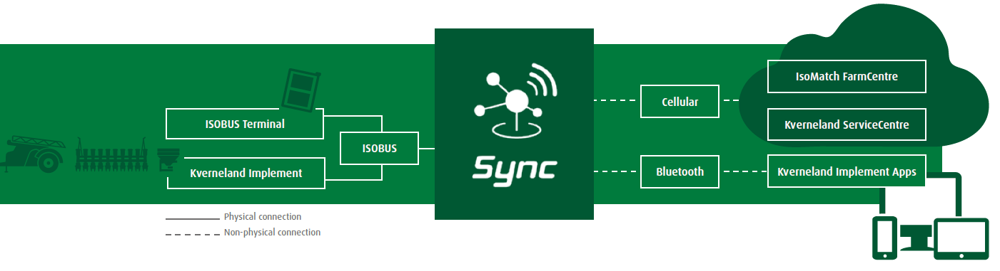 ISOBUS Terminal
Kverneland Implement
ISOBUS
Physical connection
Non-physical connection
Sync
Cellular
Bluetooth
IsoMatch FarmCentre
Kverneland ServiceCentre
Kverneland Implement Apps